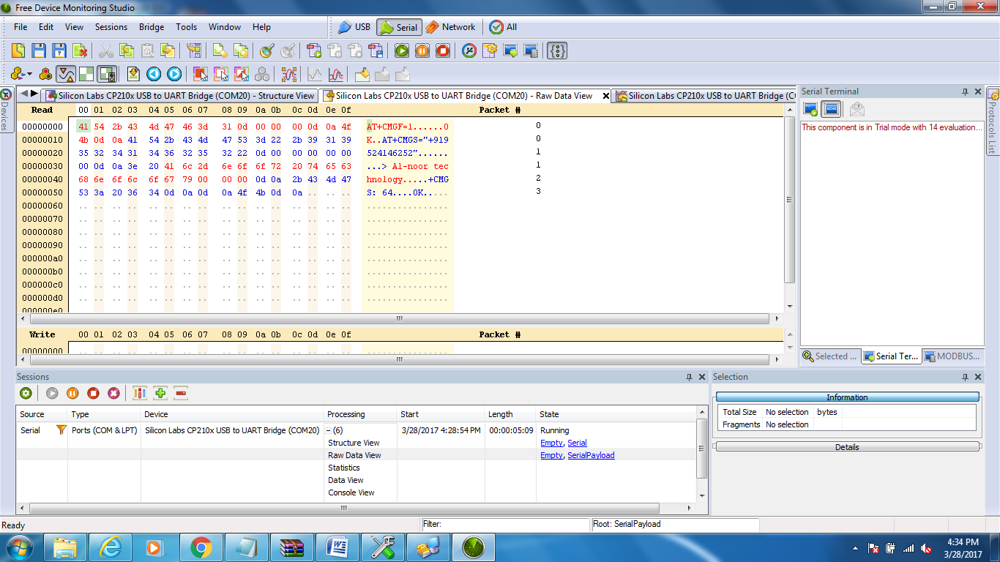 Free Device Monitoring Studio
File Edit View Sessions Bridge Tools Window Help USB Serial Network All
Silicon Labs CP210x USB to UART Bridge (COM20) - Structure View Silicon Labs CP210x USB to UART Bridge (COM20) - Raw Data View Silicon Labs CP210x USB to UART Bridge (C
Devices
Read 00 01 02 03 04 05 06 07 08 09 0a 0b 0c 0d 0e 0f Packet #
00000000 41 54 2b 43 4d 47 46 3d 31 0d 00 00 00 0d 0a 4f AT+CMGF=1......O 0
00000010 4b 0d 0a 41 54 2b 43 4d 47 53 3d 22 2b 39 31 39 K..AT+CMGS="+919 0
00000020 35 32 34 31 34 36 32 35 32 22 0d 00 00 00 00 00 524146252"...... 1
00000030 00 0d 0a 3e 20 41 6c 2d 6e 6f 6f 72 20 74 65 63 ...> Al-noor tec 1
00000040 68 6e 6f 6c 6f 67 79 00 00 00 0d 0a 2b 43 4d 47 hnology.....+CMG 2
00000050 53 3a 20 36 34 0d 0a 0d 0a 4f 4b 0d 0a .. .. .. S: 64....OK..... 3
00000060 .. .. .. .. .. .. .. .. .. .. .. .. .. .. .. .. ................
00000070 .. .. .. .. .. .. .. .. .. .. .. .. .. .. .. .. ................
00000080 .. .. .. .. .. .. .. .. .. .. .. .. .. .. .. .. ................
00000090 .. .. .. .. .. .. .. .. .. .. .. .. .. .. .. .. ................
000000a0 .. .. .. .. .. .. .. .. .. .. .. .. .. .. .. .. ................
000000b0 .. .. .. .. .. .. .. .. .. .. .. .. .. .. .. .. ................
000000c0 .. .. .. .. .. .. .. .. .. .. .. .. .. .. .. .. ................
000000d0 .. .. .. .. .. .. .. .. .. .. .. .. .. .. .. .. ................
000000e0
Write 00 01 02 03 04 05 06 07 08 09 0a 0b 0c 0d 0e 0f Packet #
00000000 .. .. .. .. .. .. .. .. .. .. .. .. .. .. .. .. ................
Serial Terminal
This component is in Trial mode with 14 evaluation...
Selected ... Serial Ter... MODBUS...
Protocols List
Sessions
Source Type Device Processing Start Length State
Serial Ports (COM & LPT) Silicon Labs CP210x USB to UART Bridge (COM20) (6) 3/28/2017 4:28:54 PM 00:00:05:09 Running
Structure View Empty, Serial
Raw Data View Empty, SerialPayload
Statistics
Data View
Console View
Selection
Information
Total Size No selection bytes
Fragments No selection
Details
Ready Filter: Root: SerialPayload
4:34 PM
3/28/2017